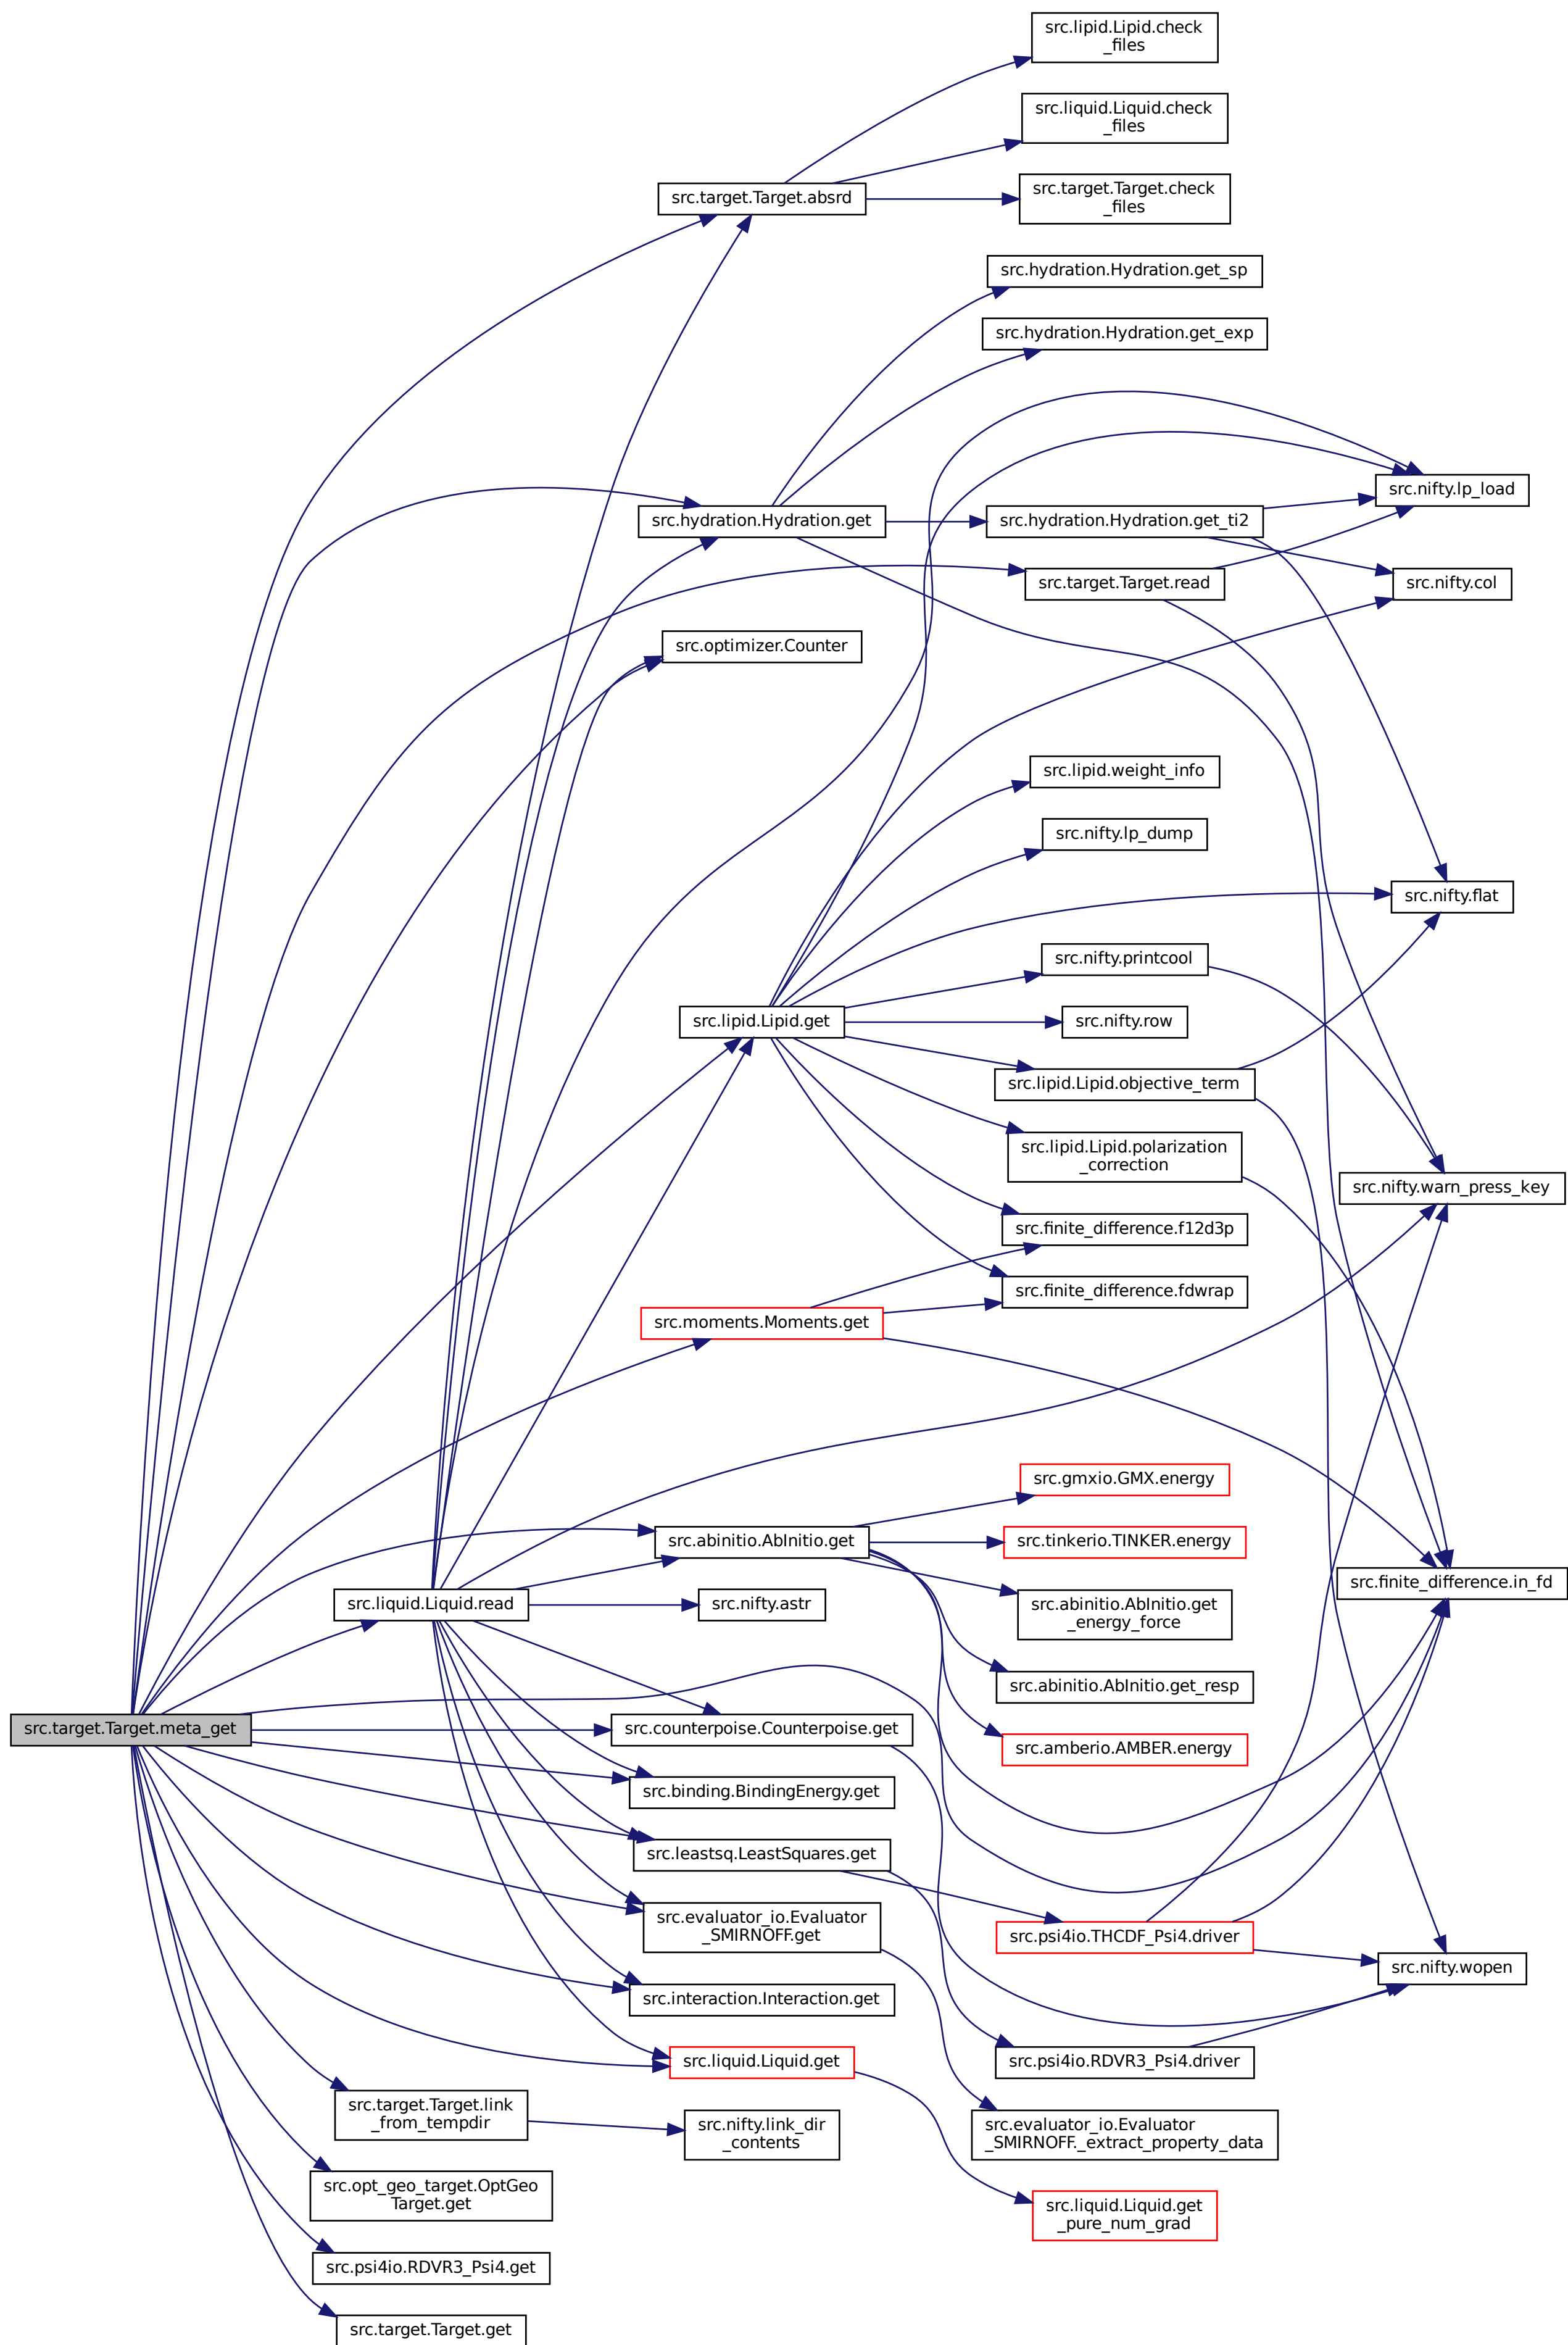 src.lipid.Lipid.check
_files
src.liquid.Liquid.check
_files
src.target.Target.absrd
src.target.Target.check
_files
src.hydration.Hydration.get_sp
src.hydration.Hydration.get_exp
src.nifty.lp_load
src.hydration.Hydration.get
src.hydration.Hydration.get_ti2
src.target.Target.read
src.nifty.col
src.optimizer.Counter
src.lipid.weight_info
src.nifty.lp_dump
src.nifty.flat
src.nifty.printcool
src.lipid.Lipid.get
src.nifty.row
src.lipid.Lipid.objective_term
src.lipid.Lipid.polarization
_correction
src.nifty.warn_press_key
src.finite_difference.f12d3p
src.finite_difference.fdwrap
src.moments.Moments.get
src.gmxio.GMX.energy
src.abinitio.AbInitio.get
src.tinkerio.TINKER.energy
src.finite_difference.in_fd
src.liquid.Liquid.read
src.nifty.astr
src.abinitio.AbInitio.get
_energy_force
src.abinitio.AbInitio.get_resp
src.target.Target.meta_get
src.counterpoise.Counterpoise.get
src.amberio.AMBER.energy
src.binding.BindingEnergy.get
src.leastsq.LeastSquares.get
src.evaluator_io.Evaluator
_SMIRNOFF.get
src.psi4io.THCDF_Psi4.driver
src.nifty.wopen
src.interaction.Interaction.get
src.liquid.Liquid.get
src.psi4io.RDVR3_Psi4.driver
src.target.Target.link
_from_tempdir
src.nifty.link_dir
_contents
src.evaluator_io.Evaluator
_SMIRNOFF._extract_property_data
src.opt_geo_target.OptGeo
Target.get
src.liquid.Liquid.get
_pure_num_grad
src.psi4io.RDVR3_Psi4.get
src.target.Target.get